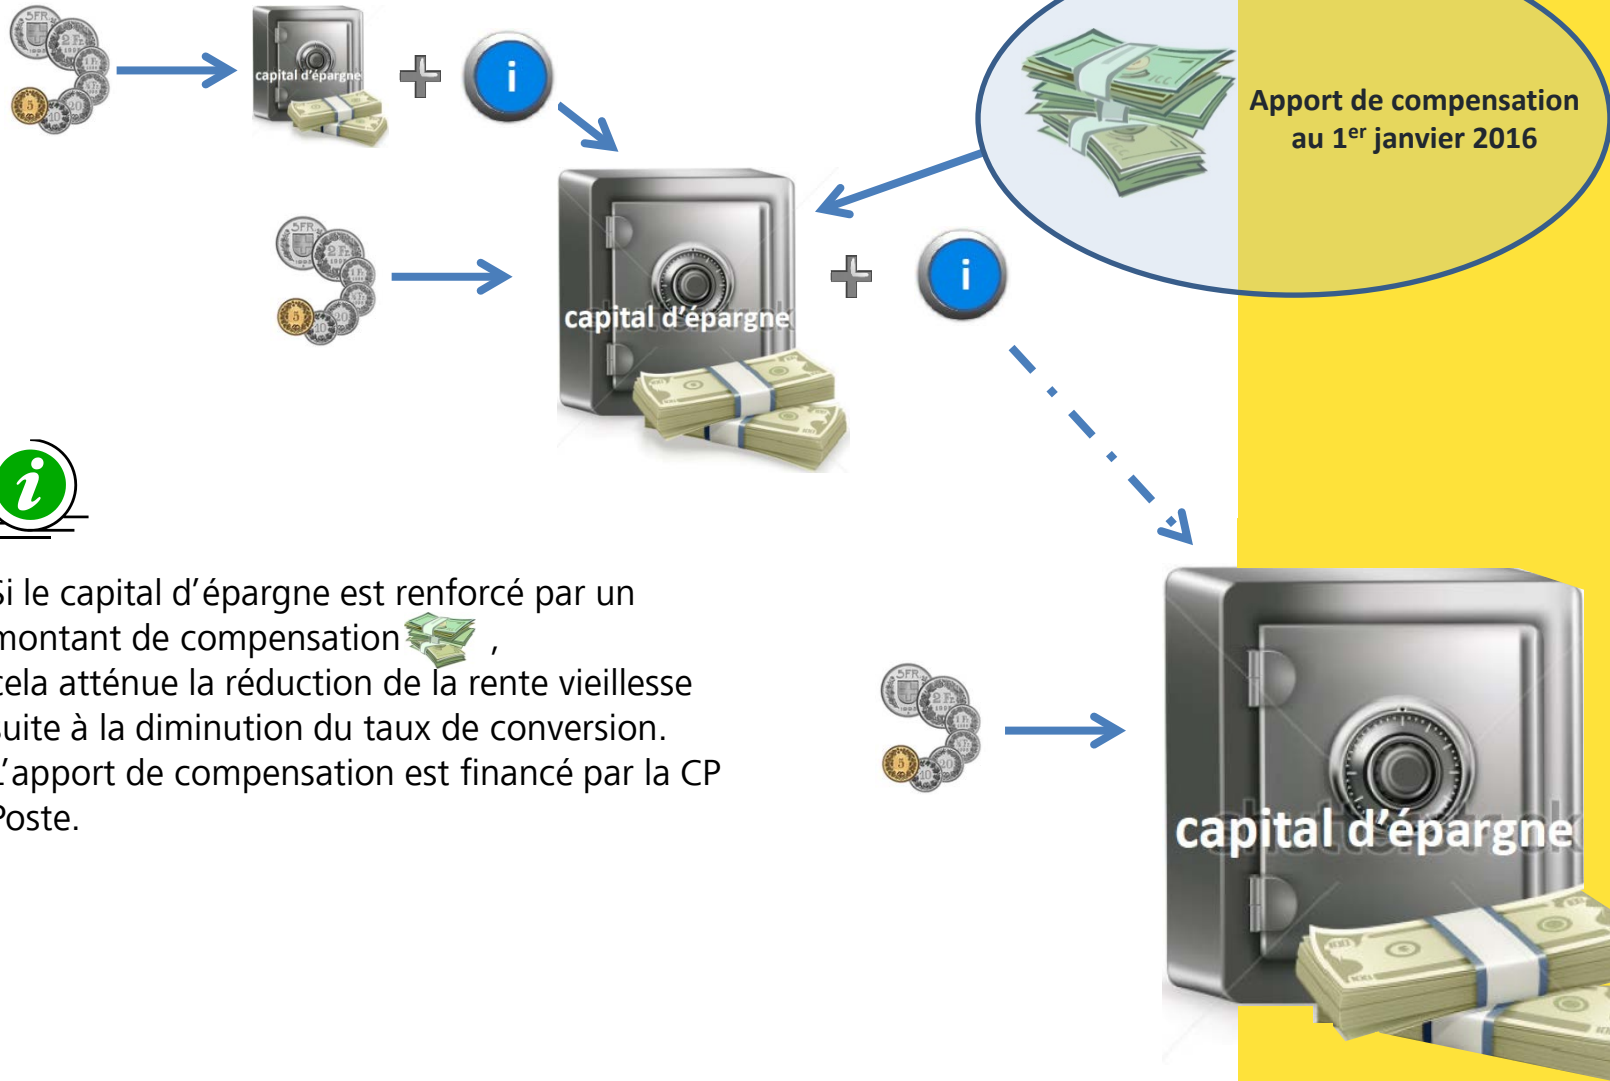 capital d'épargne
i
Apport de compensation
au 1er janvier 2016
capital d'épargne
i
i
Si le capital d'épargne est renforcé par un
montant de compensation ,
cela atténue la réduction de la rente vieillesse
suite à la diminution du taux de conversion.
L'apport de compensation est financé par la CP
Poste.
capital d'épargne